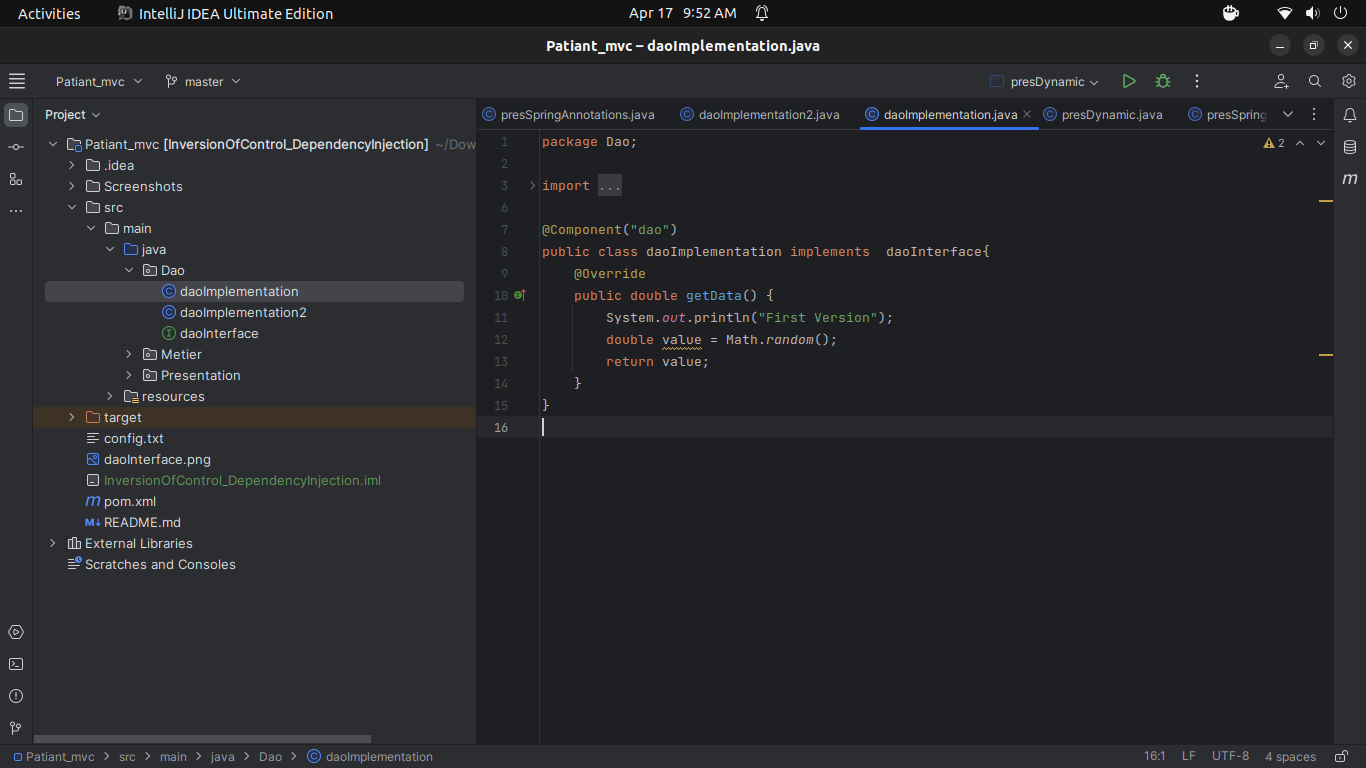 Activities IntelliJ IDEA Ultimate Edition Apr 17 9:52 AM
Patiant_mvc – daoImplementation.java
Patiant_mvc master presDynamic
Project
Patiant_mvc [InversionOfControl_DependencyInjection] ~/Dow
.idea
Screenshots
src
main
java
Dao
daoImplementation
daoImplementation2
daoInterface
Metier
Presentation
resources
target
config.txt
daoInterface.png
InversionOfControl_DependencyInjection.iml
pom.xml
README.md
External Libraries
Scratches and Consoles
presSpringAnnotations.java daoImplementation2.java daoImplementation.java presDynamic.java presSpring
2
1 package Dao;
2
3 import ...
6
7 @Component("dao")
8 public class daoImplementation implements  daoInterface{
9     @Override
10     public double getData() {
11         System.out.println("First Version");
12         double value = Math.random();
13         return value;
14     }
15 }
16
Patiant_mvc src main java Dao daoImplementation 16:1 LF UTF-8 4 spaces